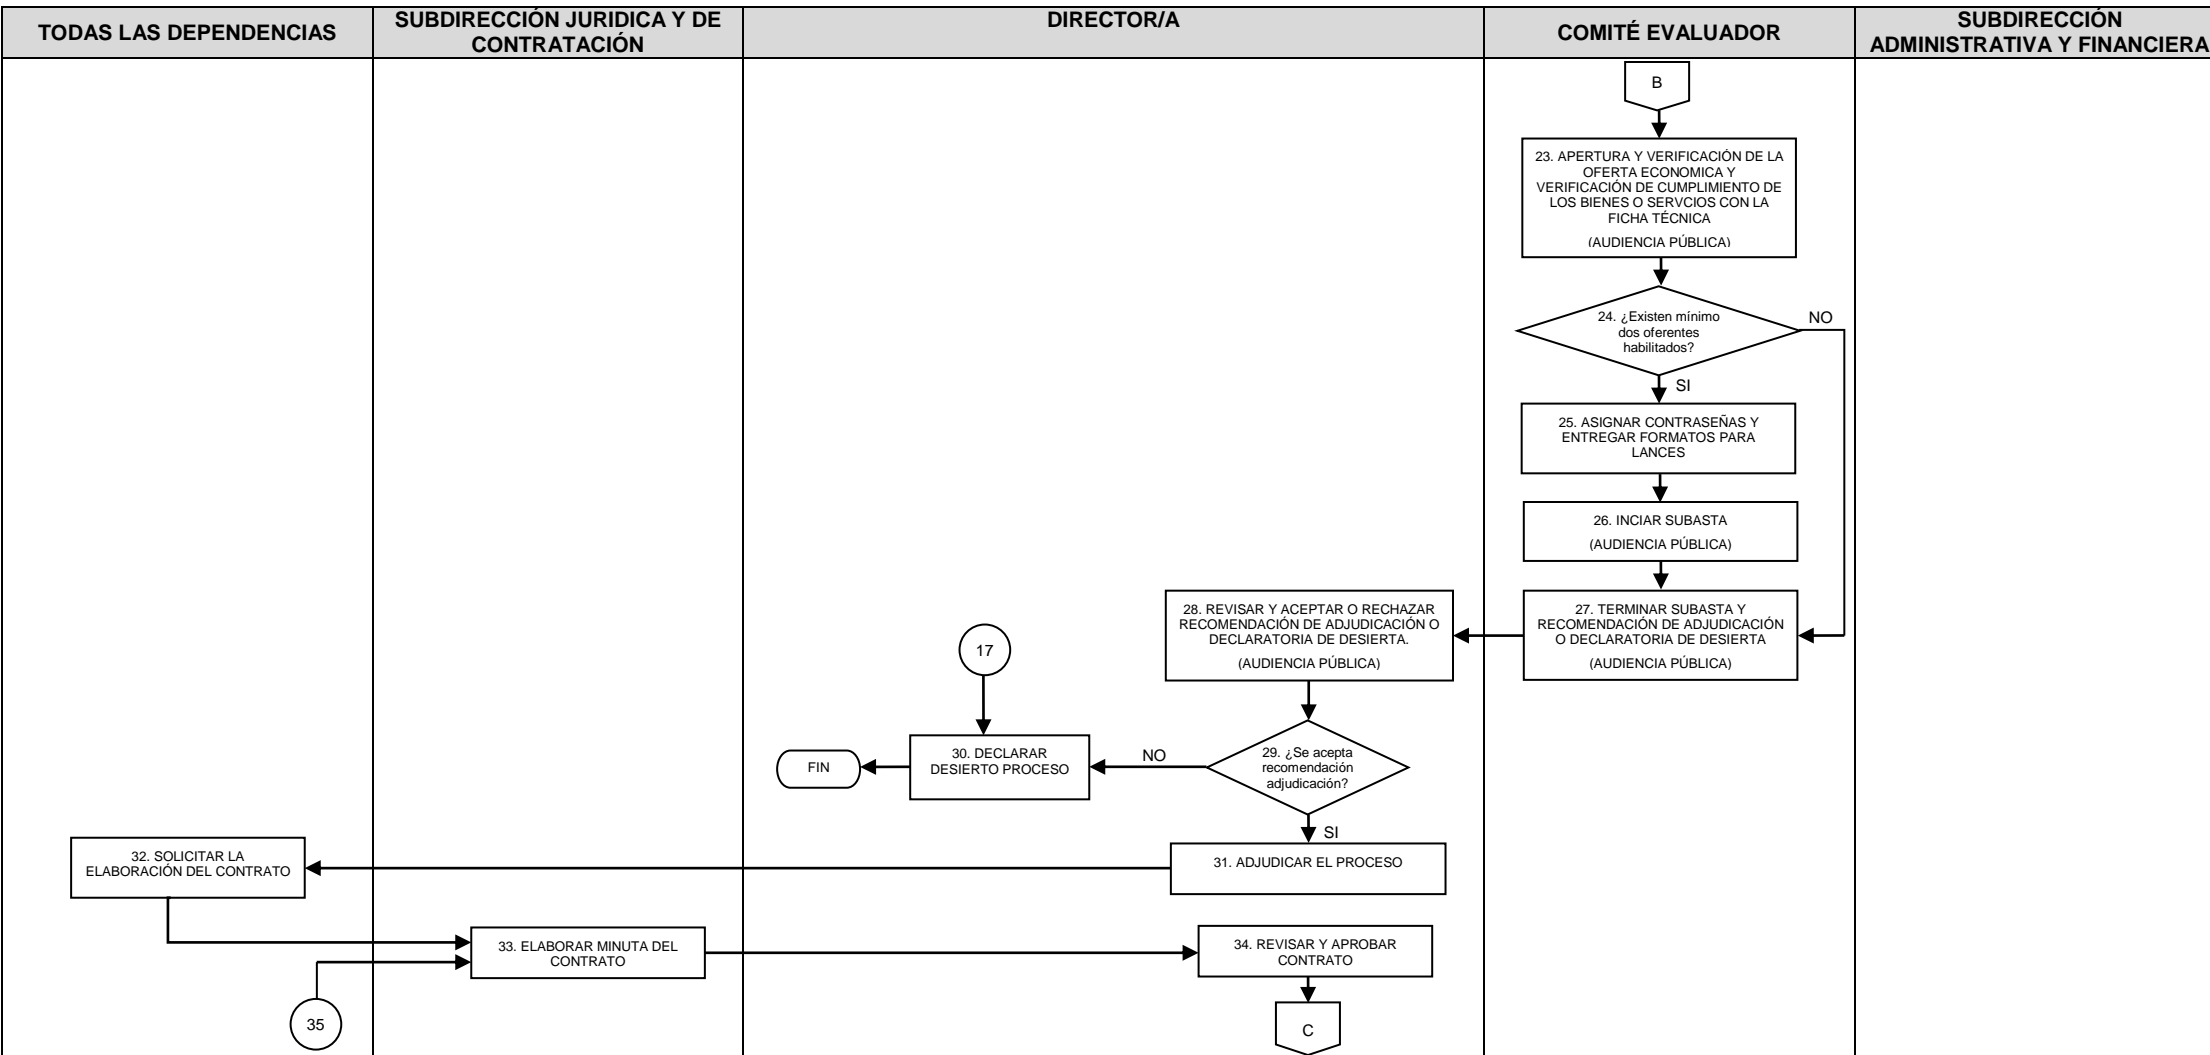 TODAS LAS DEPENDENCIAS
SUBDIRECCIÓN JURIDICA Y DE
CONTRATACIÓN
DIRECTOR/A
COMITÉ EVALUADOR
SUBDIRECCIÓN
ADMINISTRATIVA Y FINANCIERA
B
23. APERTURA Y VERIFICACIÓN DE LA
OFERTA ECONOMICA Y
VERIFICACIÓN DE CUMPLIMIENTO DE
LOS BIENES O SERVCIOS CON LA
FICHA TÉCNICA
(AUDIENCIA PÚBLICA)
24. ¿Existen mínimo
dos oferentes
habilitados?
NO
SI
25. ASIGNAR CONTRASEÑAS Y
ENTREGAR FORMATOS PARA
LANCES
26. INCIAR SUBASTA
(AUDIENCIA PÚBLICA)
27. TERMINAR SUBASTA Y
RECOMENDACIÓN DE ADJUDICACIÓN
O DECLARATORIA DE DESIERTA
(AUDIENCIA PÚBLICA)
28. REVISAR Y ACEPTAR O RECHAZAR
RECOMENDACIÓN DE ADJUDICACIÓN O
DECLARATORIA DE DESIERTA.
(AUDIENCIA PÚBLICA)
17
29. ¿Se acepta
recomendación
adjudicación?
NO
30. DECLARAR
DESIERTO PROCESO
FIN
SI
31. ADJUDICAR EL PROCESO
32. SOLICITAR LA
ELABORACIÓN DEL CONTRATO
33. ELABORAR MINUTA DEL
CONTRATO
34. REVISAR Y APROBAR
CONTRATO
35
C